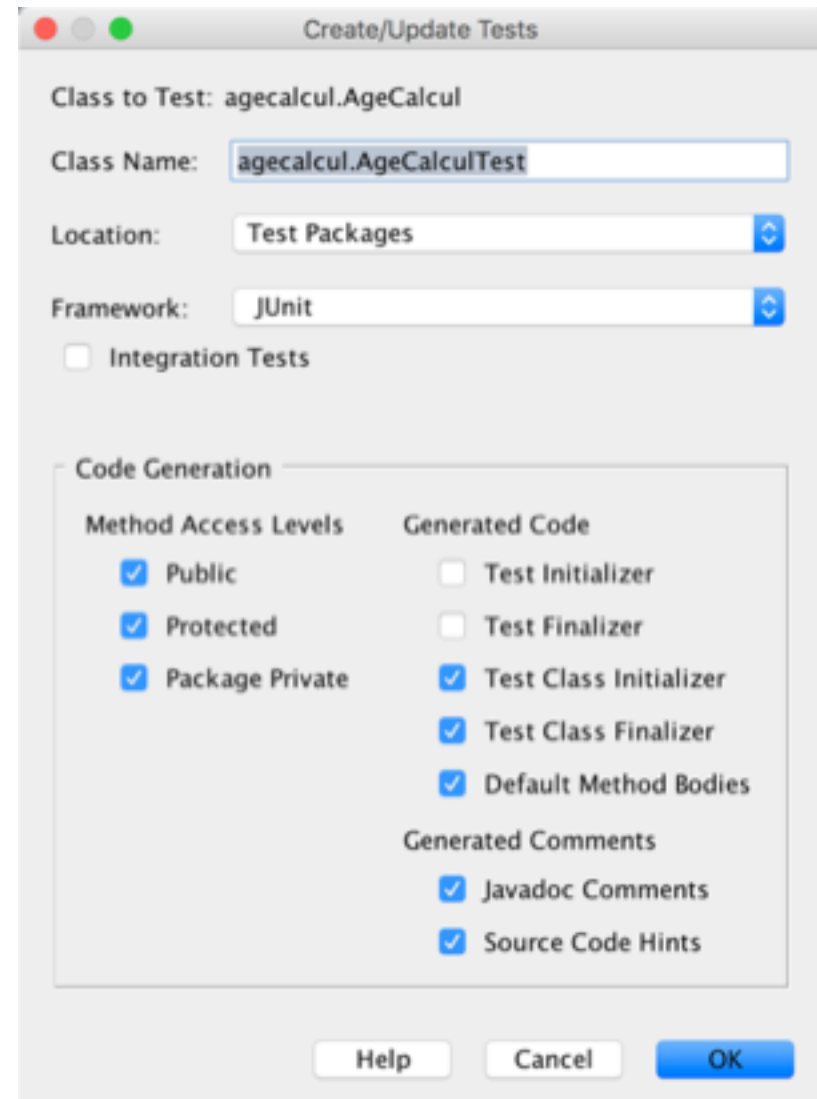 Create/Update Tests
Class to Test: agecalcul.AgeCalcul
Class Name: agecalcul.AgeCalculTest
Location: Test Packages
Framework: JUnit
Integration Tests
Code Generation
Method Access Levels
Public
Protected
Package Private
Generated Code
Test Initializer
Test Finalizer
Test Class Initializer
Test Class Finalizer
Default Method Bodies
Generated Comments
Javadoc Comments
Source Code Hints
Help Cancel OK